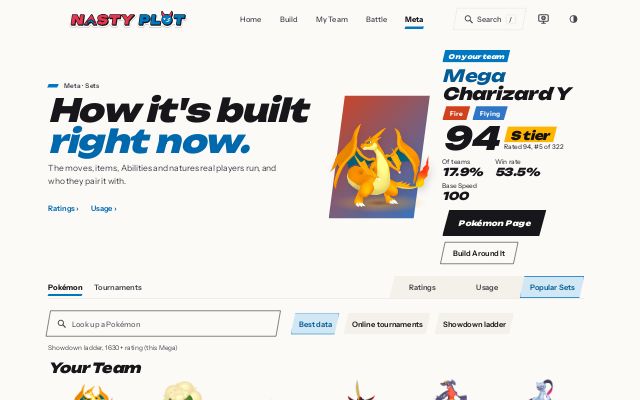 NASTY PLOT
Home
Build
My Team
Battle
Meta
Search /
Meta · Sets
How it's built
right now.
The moves, items, Abilities and natures real players run, and
who they pair it with.
Ratings ›
Usage ›
On your team
Mega
Charizard Y
Fire
Flying
94
S tier
Rated 94, #5 of 322
Of teams
17.9%
Win rate
53.5%
Base Speed
100
Pokémon Page
Build Around It
Pokémon
Tournaments
Ratings
Usage
Popular Sets
Look up a Pokémon
Best data
Online tournaments
Showdown ladder
Showdown ladder, 1630+ rating (this Mega)
Your Team